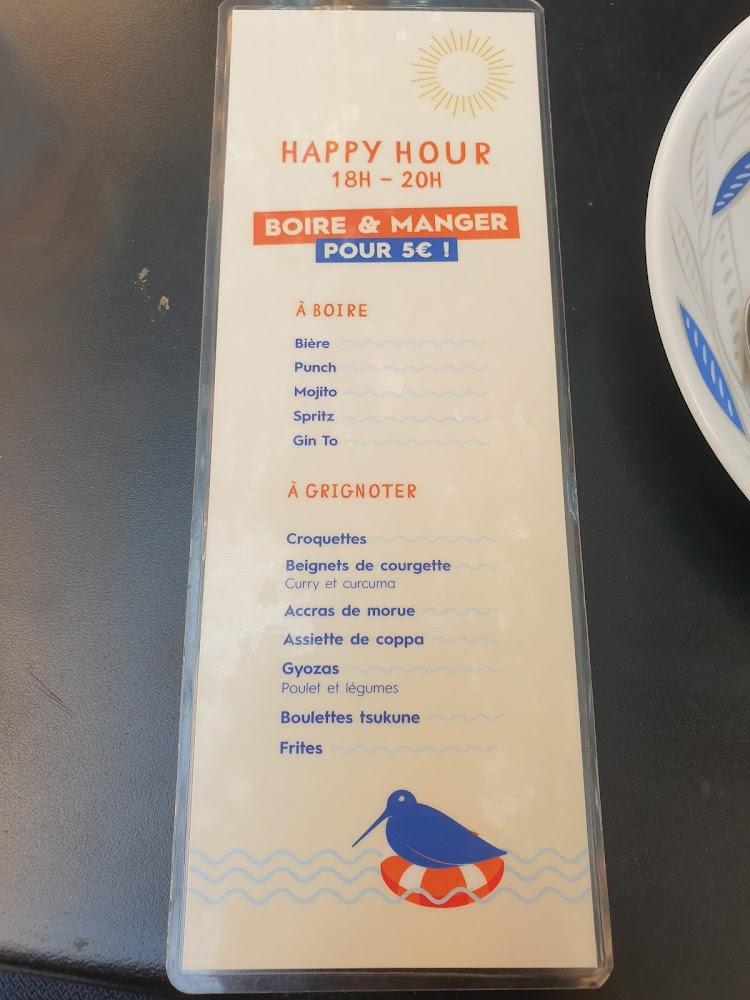 HAPPY HOUR
18H – 20H
BOIRE & MANGER
POUR 5€ !
À BOIRE
Bière
Punch
Mojito
Spritz
Gin To
À GRIGNOTER
Croquettes
Beignets de courgette
Curry et curcuma
Accras de morue
Assiette de coppa
Gyozas
Poulet et légumes
Boulettes tsukune
Frites